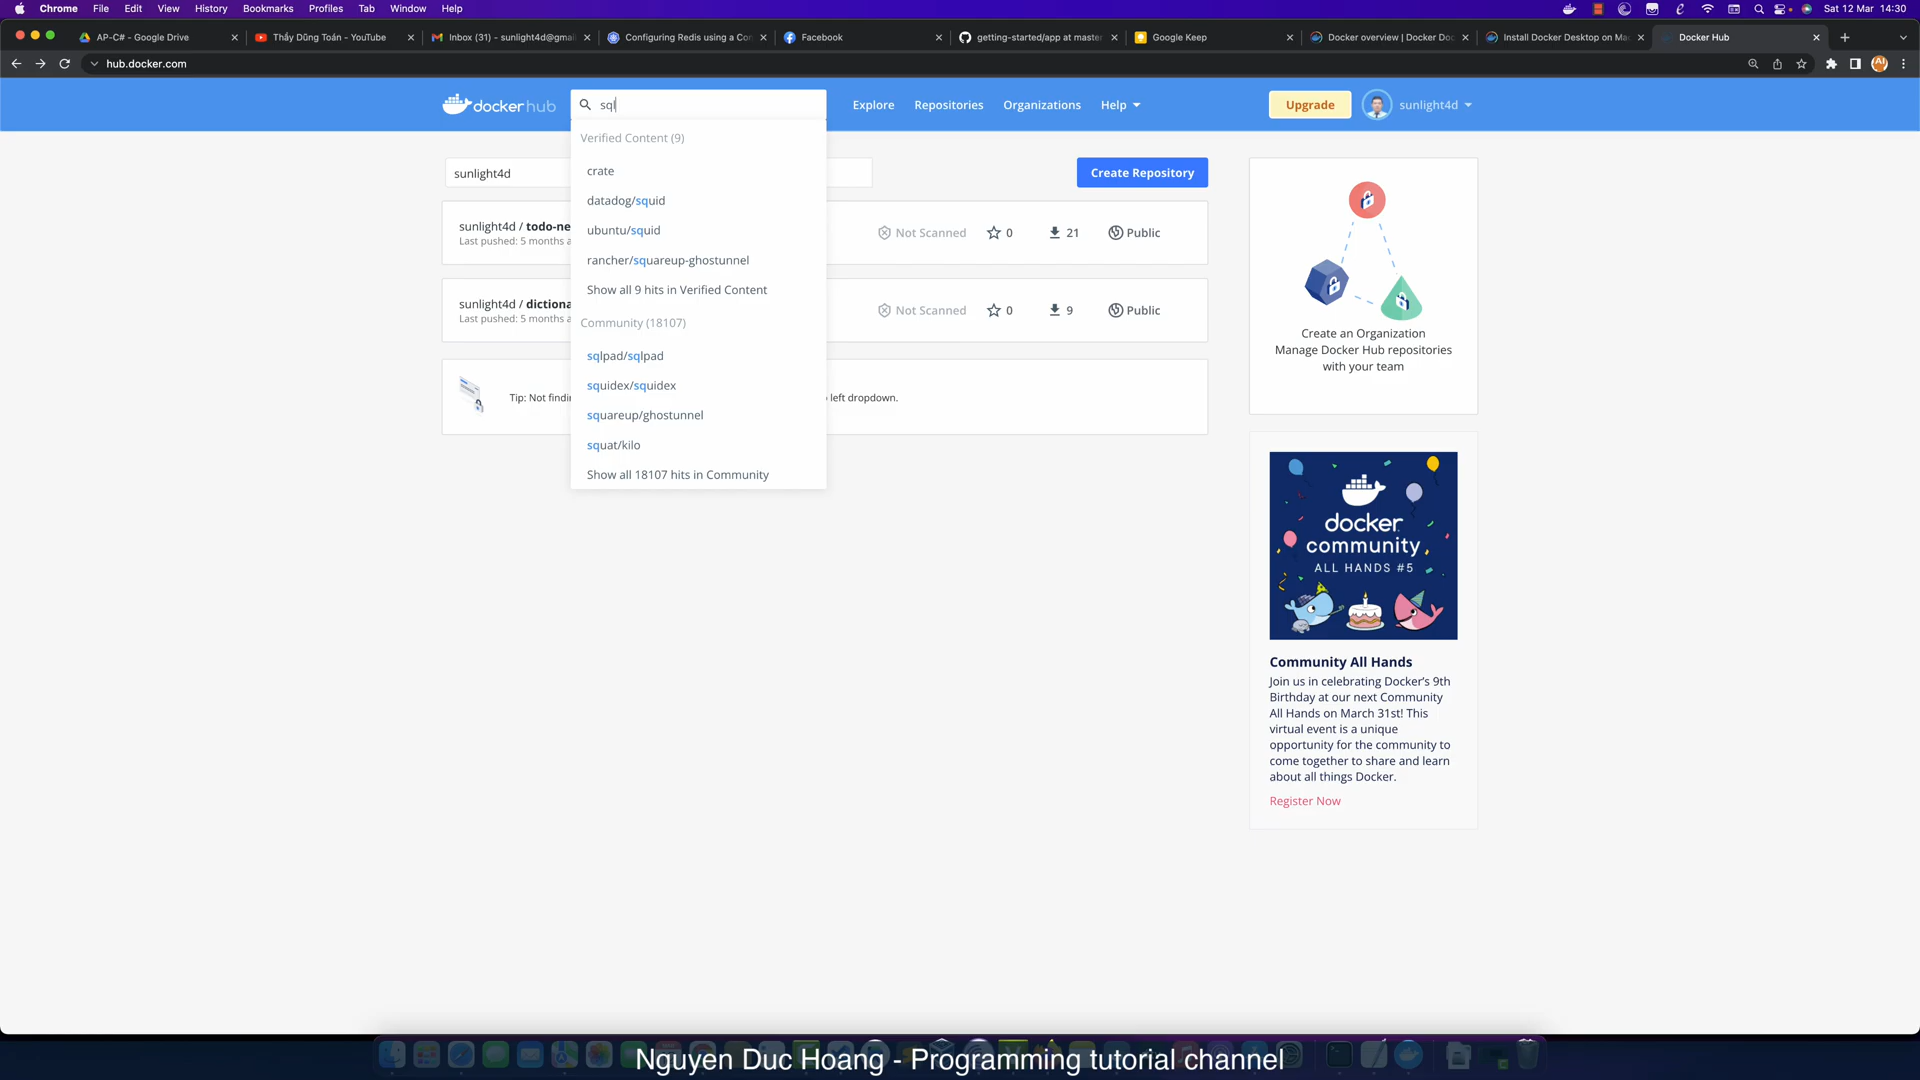 Chrome File Edit View History Bookmarks Profiles Tab Window Help Sat 12 Mar 14:30
AP-C# - Google Drive Thầy Dũng Toán - YouTube Inbox (31) - sunlight4d@gmai Configuring Redis using a Con Facebook getting-started/app at master Google Keep Docker overview | Docker Doc Install Docker Desktop on Mac Docker Hub
hub.docker.com
dockerhub sql Explore Repositories Organizations Help Upgrade sunlight4d
Verified Content (9)
crate
datadog/squid
ubuntu/squid
rancher/squareup-ghostunnel
Show all 9 hits in Verified Content
Community (18107)
sqlpad/sqlpad
squidex/squidex
squareup/ghostunnel
squat/kilo
Show all 18107 hits in Community
sunlight4d Create Repository
sunlight4d / todo-ne
Last pushed: 5 months a
Not Scanned 0 21 Public
sunlight4d / dictiona
Last pushed: 5 months a
Not Scanned 0 9 Public
Tip: Not findi left dropdown.
Create an Organization
Manage Docker Hub repositories
with your team
docker
community
ALL HANDS #5
Community All Hands
Join us in celebrating Docker's 9th
Birthday at our next Community
All Hands on March 31st! This
virtual event is a unique
opportunity for the community to
come together to share and learn
about all things Docker.
Register Now
Nguyen Duc Hoang - Programming tutorial channel